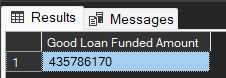 Results Messages
Good Loan Funded Amount
1 435786170